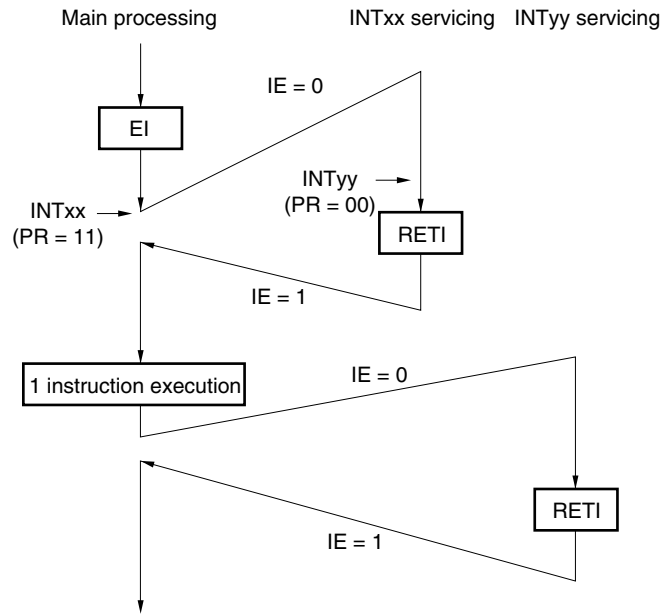 Main processing
INTxx servicing
INTyy servicing
IE = 0
EI
INTyy
(PR = 00)
INTxx
(PR = 11)
RETI
IE = 1
1 instruction execution
IE = 0
RETI
IE = 1